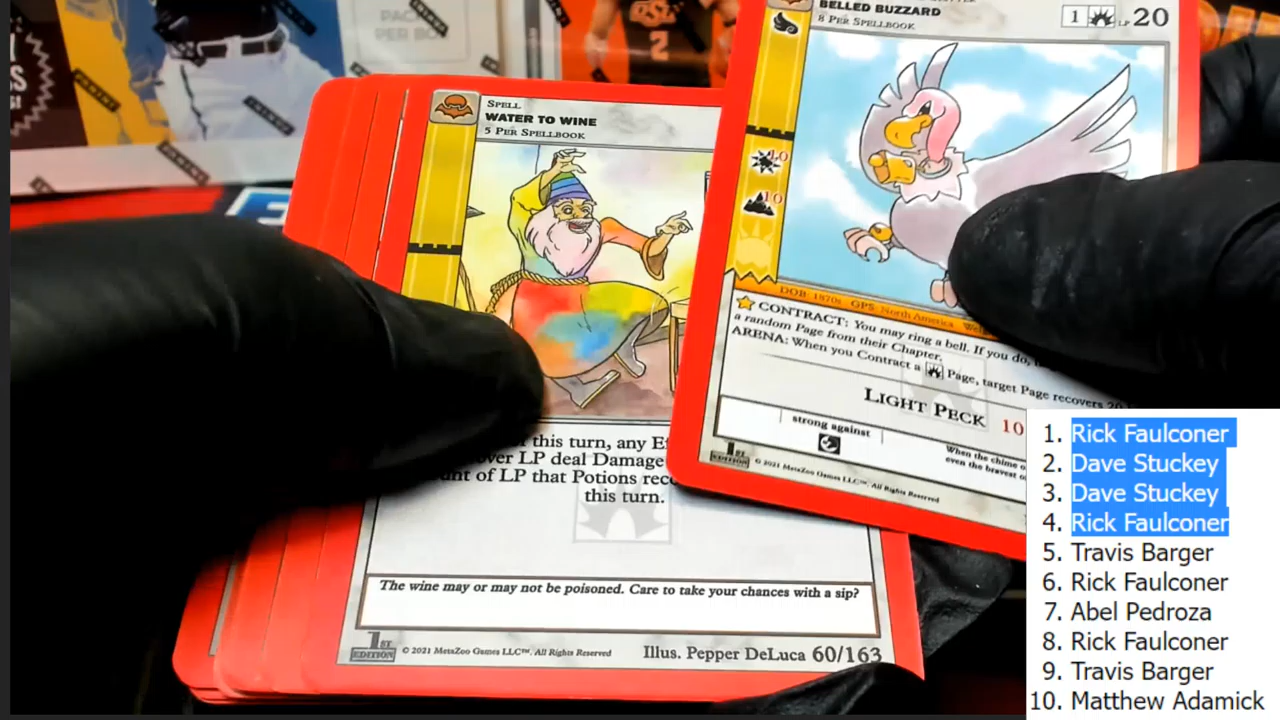 PACK
PER BOX
2
SPELL
WATER TO WINE
5 PER SPELLBOOK
this turn, any
LP deal Damage
of LP that Potions
this turn.
The wine may or may not be poisoned. Care to take your chances with a sip?
1ST EDITION © 2021 MetaZoo Games LLC™. All Rights Reserved Illus. Pepper DeLuca 60/163
BELLED BUZZARD
8 PER SPELLBOOK
1 LP 20
10
10
DOB: 1870s GPS: North America
CONTRACT: You may ring a bell. If you do,
a random Page from their Chapter.
ARENA: When you Contract a Page, target Page recovers 20
LIGHT PECK 10
strong against
When the chime
even the bravest
1ST EDITION © 2021 MetaZoo Games LLC™. All Rights Reserved
1. Rick Faulconer
2. Dave Stuckey
3. Dave Stuckey
4. Rick Faulconer
5. Travis Barger
6. Rick Faulconer
7. Abel Pedroza
8. Rick Faulconer
9. Travis Barger
10. Matthew Adamick